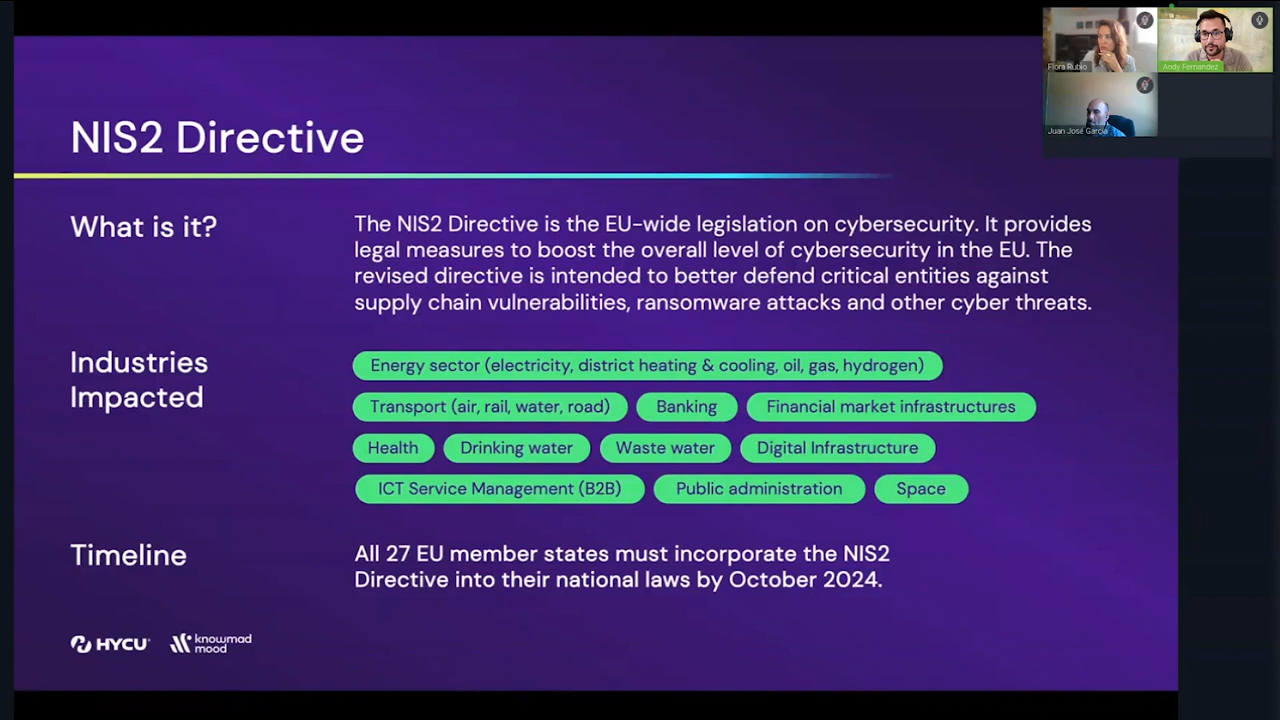 Flora Rubio
Andy Fernandez
Juan José García
NIS2 Directive
What is it?
The NIS2 Directive is the EU-wide legislation on cybersecurity. It provides
legal measures to boost the overall level of cybersecurity in the EU. The
revised directive is intended to better defend critical entities against
supply chain vulnerabilities, ransomware attacks and other cyber threats.
Industries
Impacted
Energy sector (electricity, district heating & cooling, oil, gas, hydrogen)
Transport (air, rail, water, road) Banking Financial market infrastructures
Health Drinking water Waste water Digital Infrastructure
ICT Service Management (B2B) Public administration Space
Timeline
All 27 EU member states must incorporate the NIS2
Directive into their national laws by October 2024.
HYCU knowmad
mood